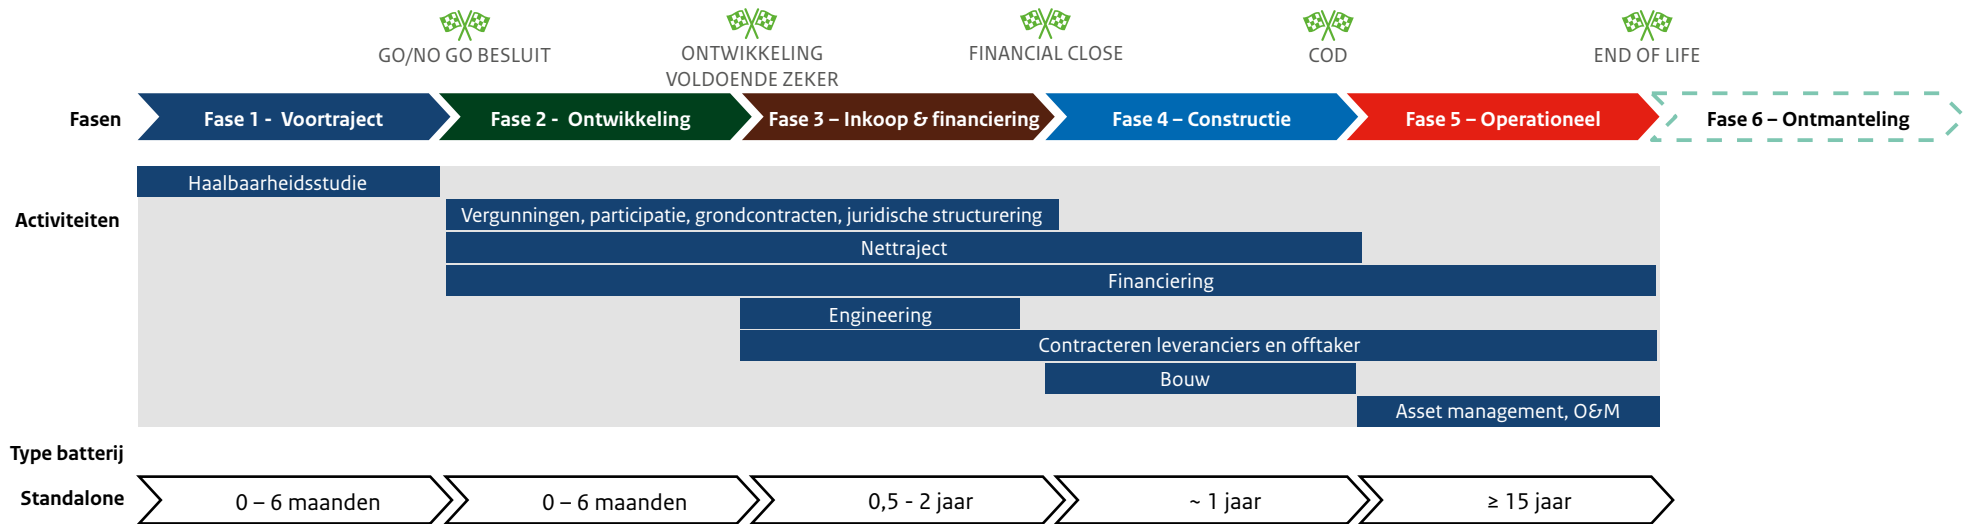 GO/NO GO BESLUIT
ONTWIKKELING
VOLDOENDE ZEKER
FINANCIAL CLOSE
COD
END OF LIFE
Fasen
Fase 1 - Voortraject
Fase 2 - Ontwikkeling
Fase 3 – Inkoop & financiering
Fase 4 – Constructie
Fase 5 – Operationeel
Fase 6 – Ontmanteling
Activiteiten
Haalbaarheidsstudie
Vergunningen, participatie, grondcontracten, juridische structurering
Nettraject
Financiering
Engineering
Contracteren leveranciers en offtaker
Bouw
Asset management, O&M
Type batterij
Standalone
0 – 6 maanden
0 – 6 maanden
0,5 - 2 jaar
~ 1 jaar
≥ 15 jaar